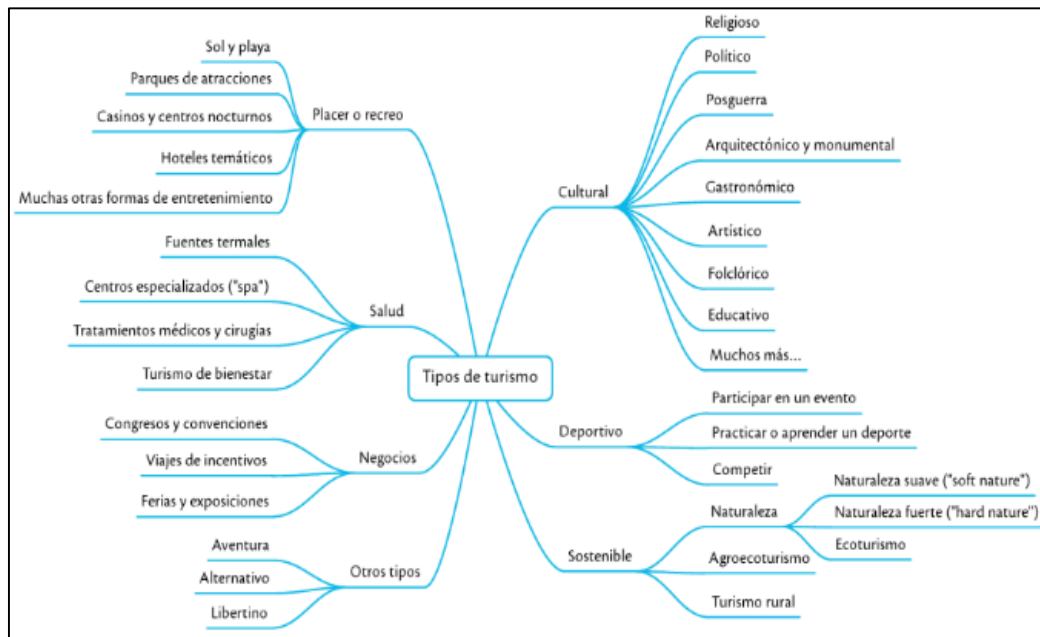 Tipos de turismo
Placer o recreo
Sol y playa
Parques de atracciones
Casinos y centros nocturnos
Hoteles temáticos
Muchas otras formas de entretenimiento
Salud
Fuentes termales
Centros especializados ("spa")
Tratamientos médicos y cirugías
Turismo de bienestar
Negocios
Congresos y convenciones
Viajes de incentivos
Ferias y exposiciones
Otros tipos
Aventura
Alternativo
Libertino
Cultural
Religioso
Político
Posguerra
Arquitectónico y monumental
Gastronómico
Artístico
Folclórico
Educativo
Muchos más...
Deportivo
Participar en un evento
Practicar o aprender un deporte
Competir
Sostenible
Naturaleza
Naturaleza suave ("soft nature")
Naturaleza fuerte ("hard nature")
Ecoturismo
Agroecoturismo
Turismo rural